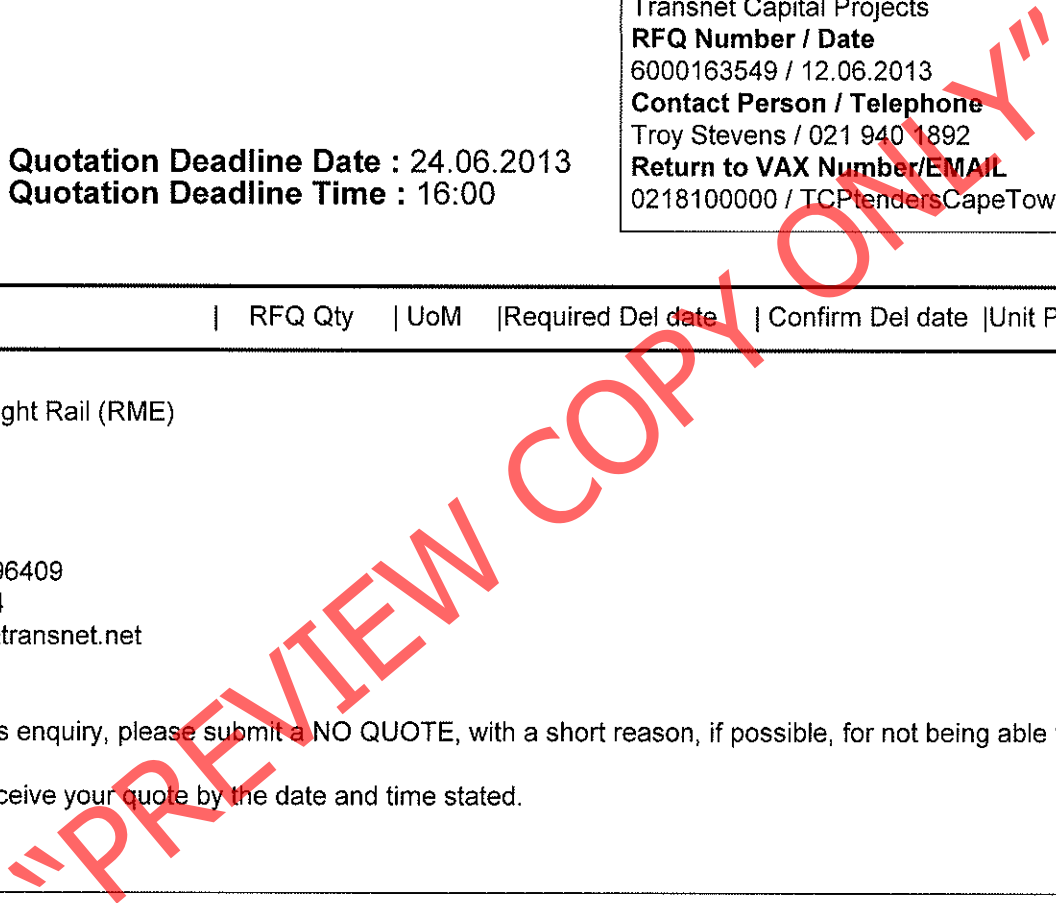 Transnet Capital Projects
RFQ Number / Date
6000163549 / 12.06.2013
Contact Person / Telephone
Troy Stevens / 021 940 1892
Quotation Deadline Date : 24.06.2013
Return to VAX Number/EMAIL
Quotation Deadline Time : 16:00
0218100000 / TCPtendersCapeTow
| RFQ Qty | UoM |Required Del date | Confirm Del date |Unit P
ght Rail (RME)
96409
4
transnet.net
s enquiry, please submit a NO QUOTE, with a short reason, if possible, for not being able
ceive your quote by the date and time stated.
“PREVIEW COPY ONLY”